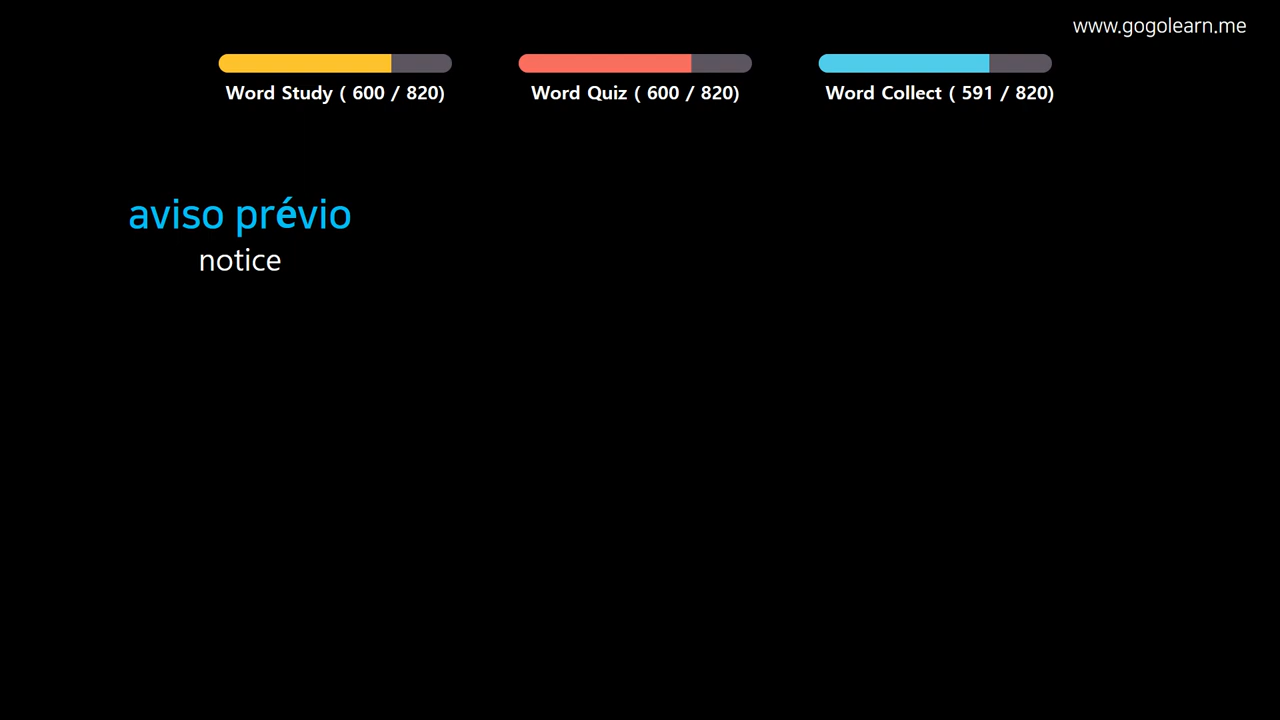 www.gogolearn.me
Word Study ( 600 / 820)
Word Quiz ( 600 / 820)
Word Collect ( 591 / 820)
aviso prévio
notice